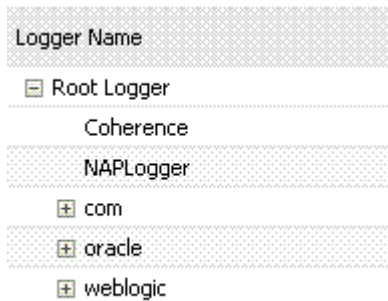 Logger Name
Root Logger
Coherence
NAPLogger
com
oracle
weblogic